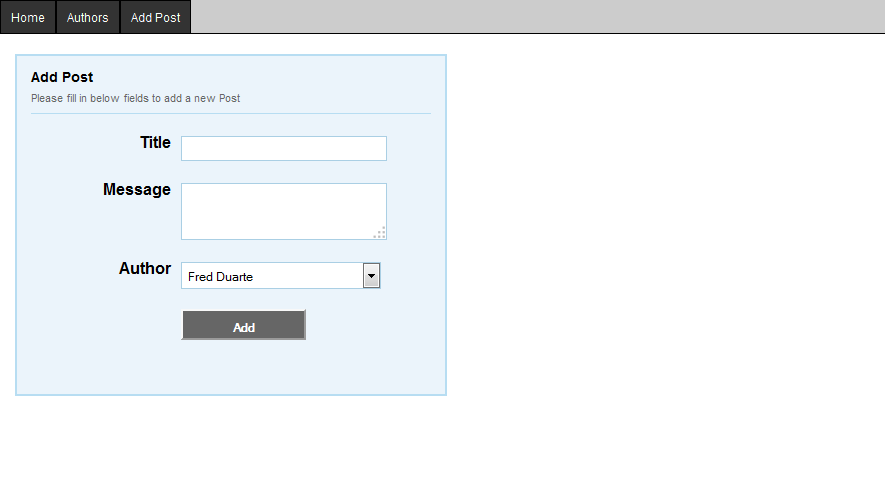 Home Authors Add Post
Add Post
Please fill in below fields to add a new Post
Title
Message
Author Fred Duarte
Add